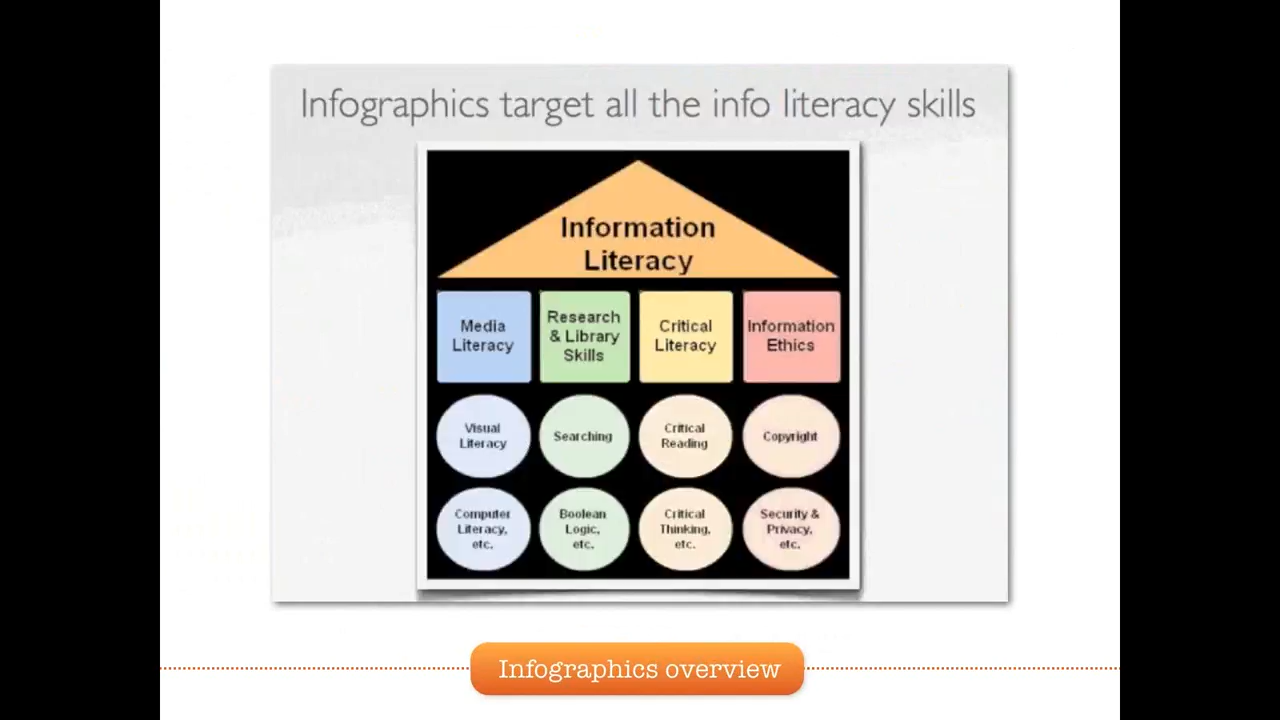 Infographics target all the info literacy skills
Information
Literacy
Media
Literacy
Research
& Library
Skills
Critical
Literacy
Information
Ethics
Visual
Literacy
Searching
Critical
Reading
Copyright
Computer
Literacy,
etc.
Boolean
Logic,
etc.
Critical
Thinking,
etc.
Security &
Privacy,
etc.
Infographics overview